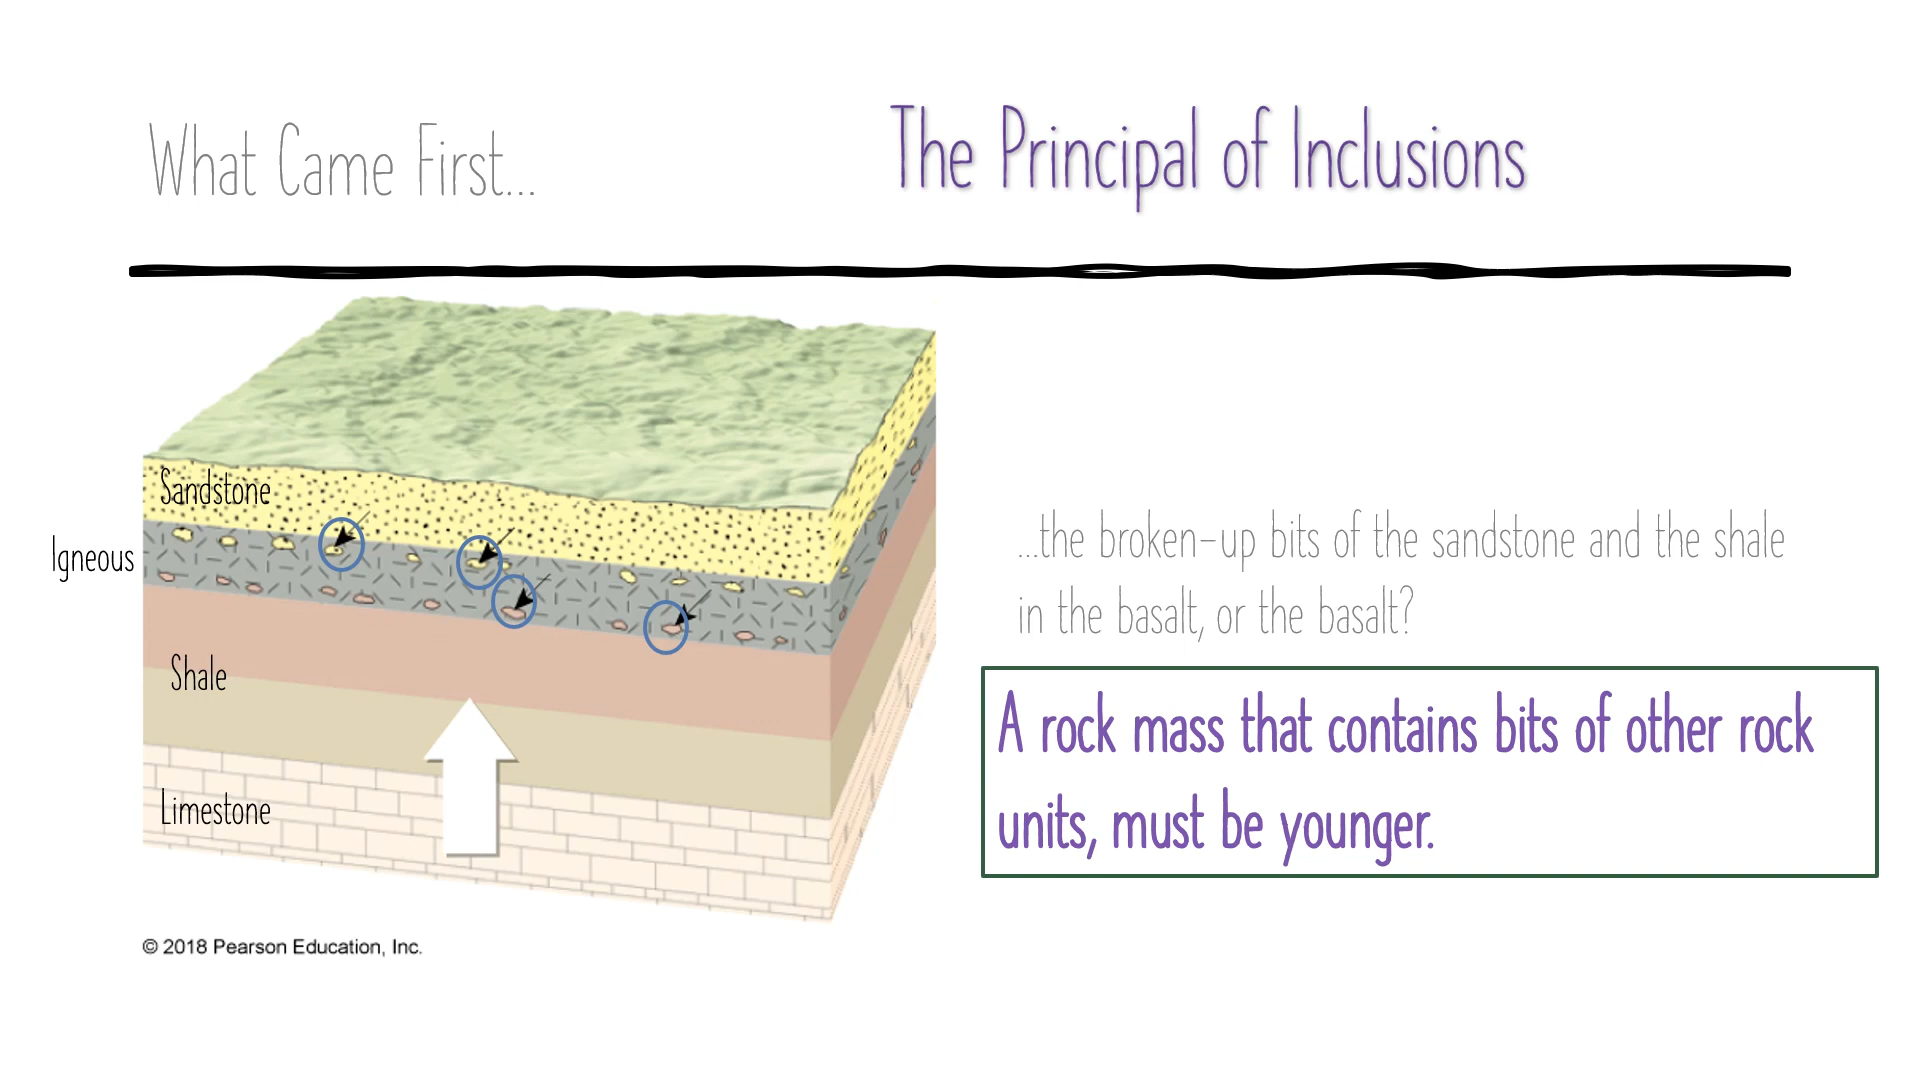 What Came First...
The Principal of Inclusions
Sandstone
Igneous
Shale
Limestone
© 2018 Pearson Education, Inc.
...the broken-up bits of the sandstone and the shale
in the basalt, or the basalt?
A rock mass that contains bits of other rock
units, must be younger.